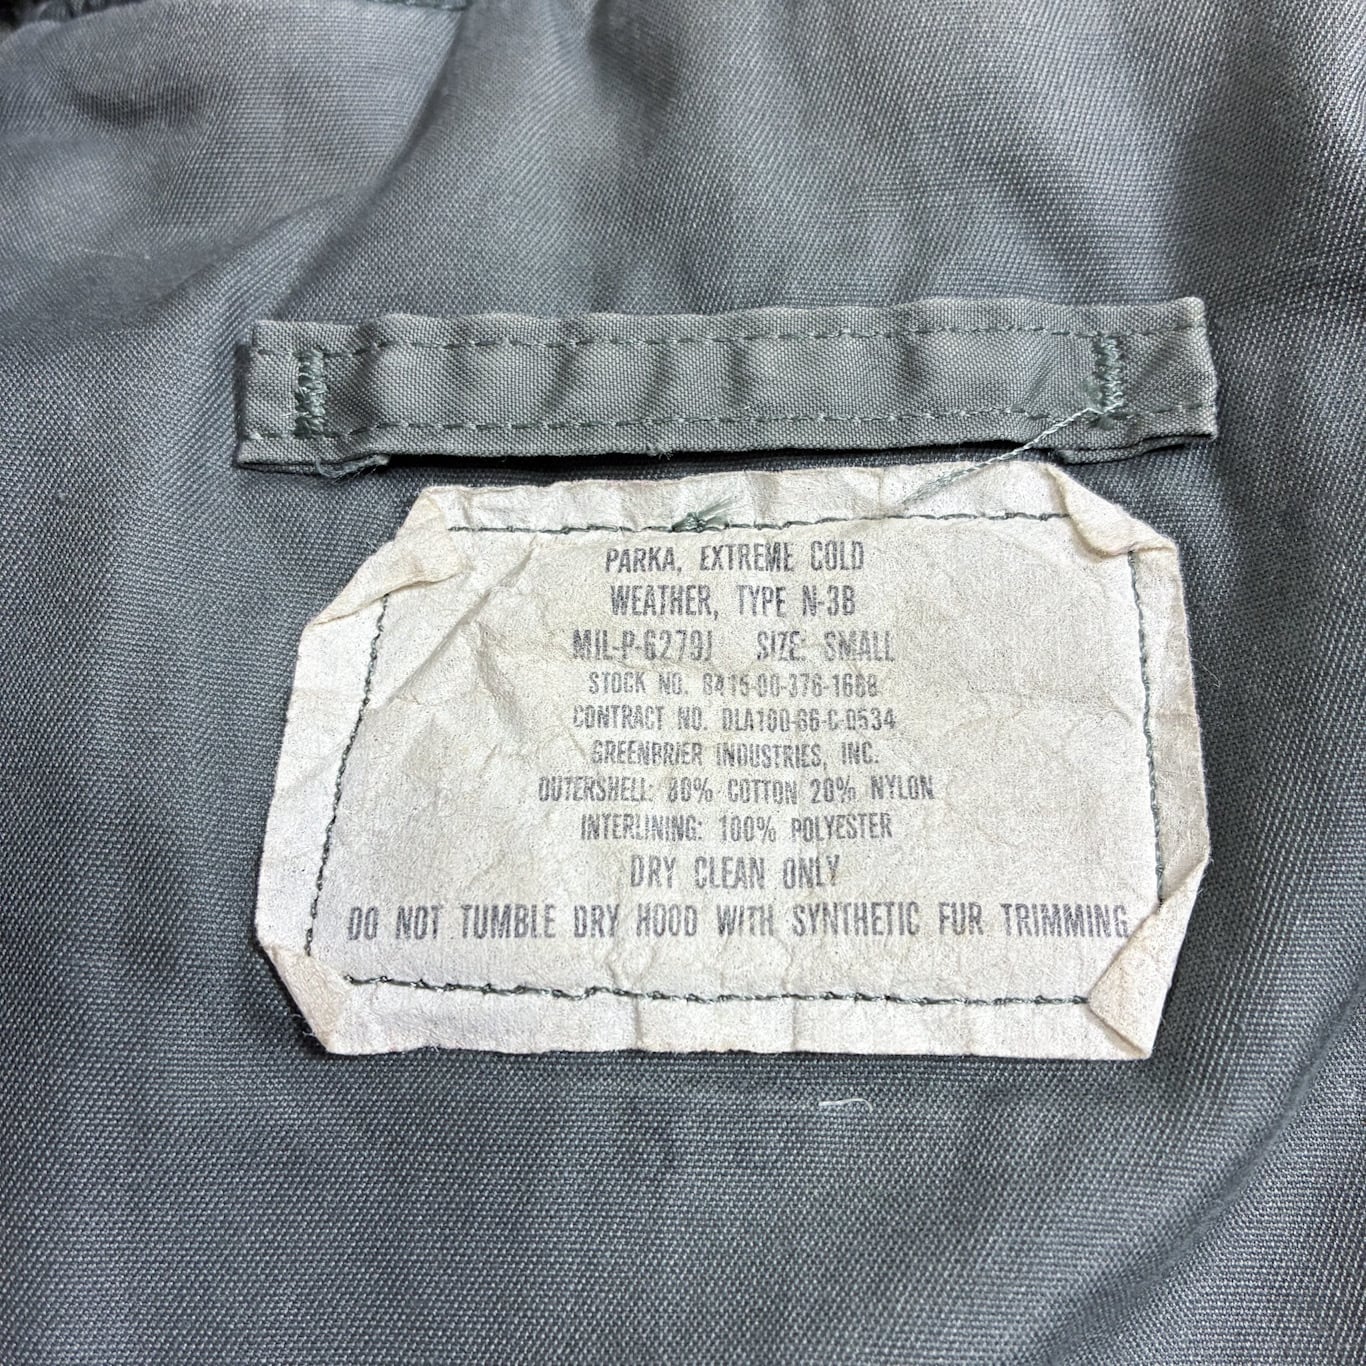 PARKA, EXTREME COLD
WEATHER, TYPE N-3B
MIL-P-6279J SIZE: SMALL
STOCK NO. 8415-00-376-1688
CONTRACT NO. DLA100-86-C-0534
GREENBRIER INDUSTRIES, INC.
OUTERSHELL: 80% COTTON 20% NYLON
INTERLINING: 100% POLYESTER
DRY CLEAN ONLY
DO NOT TUMBLE DRY HOOD WITH SYNTHETIC FUR TRIMMING